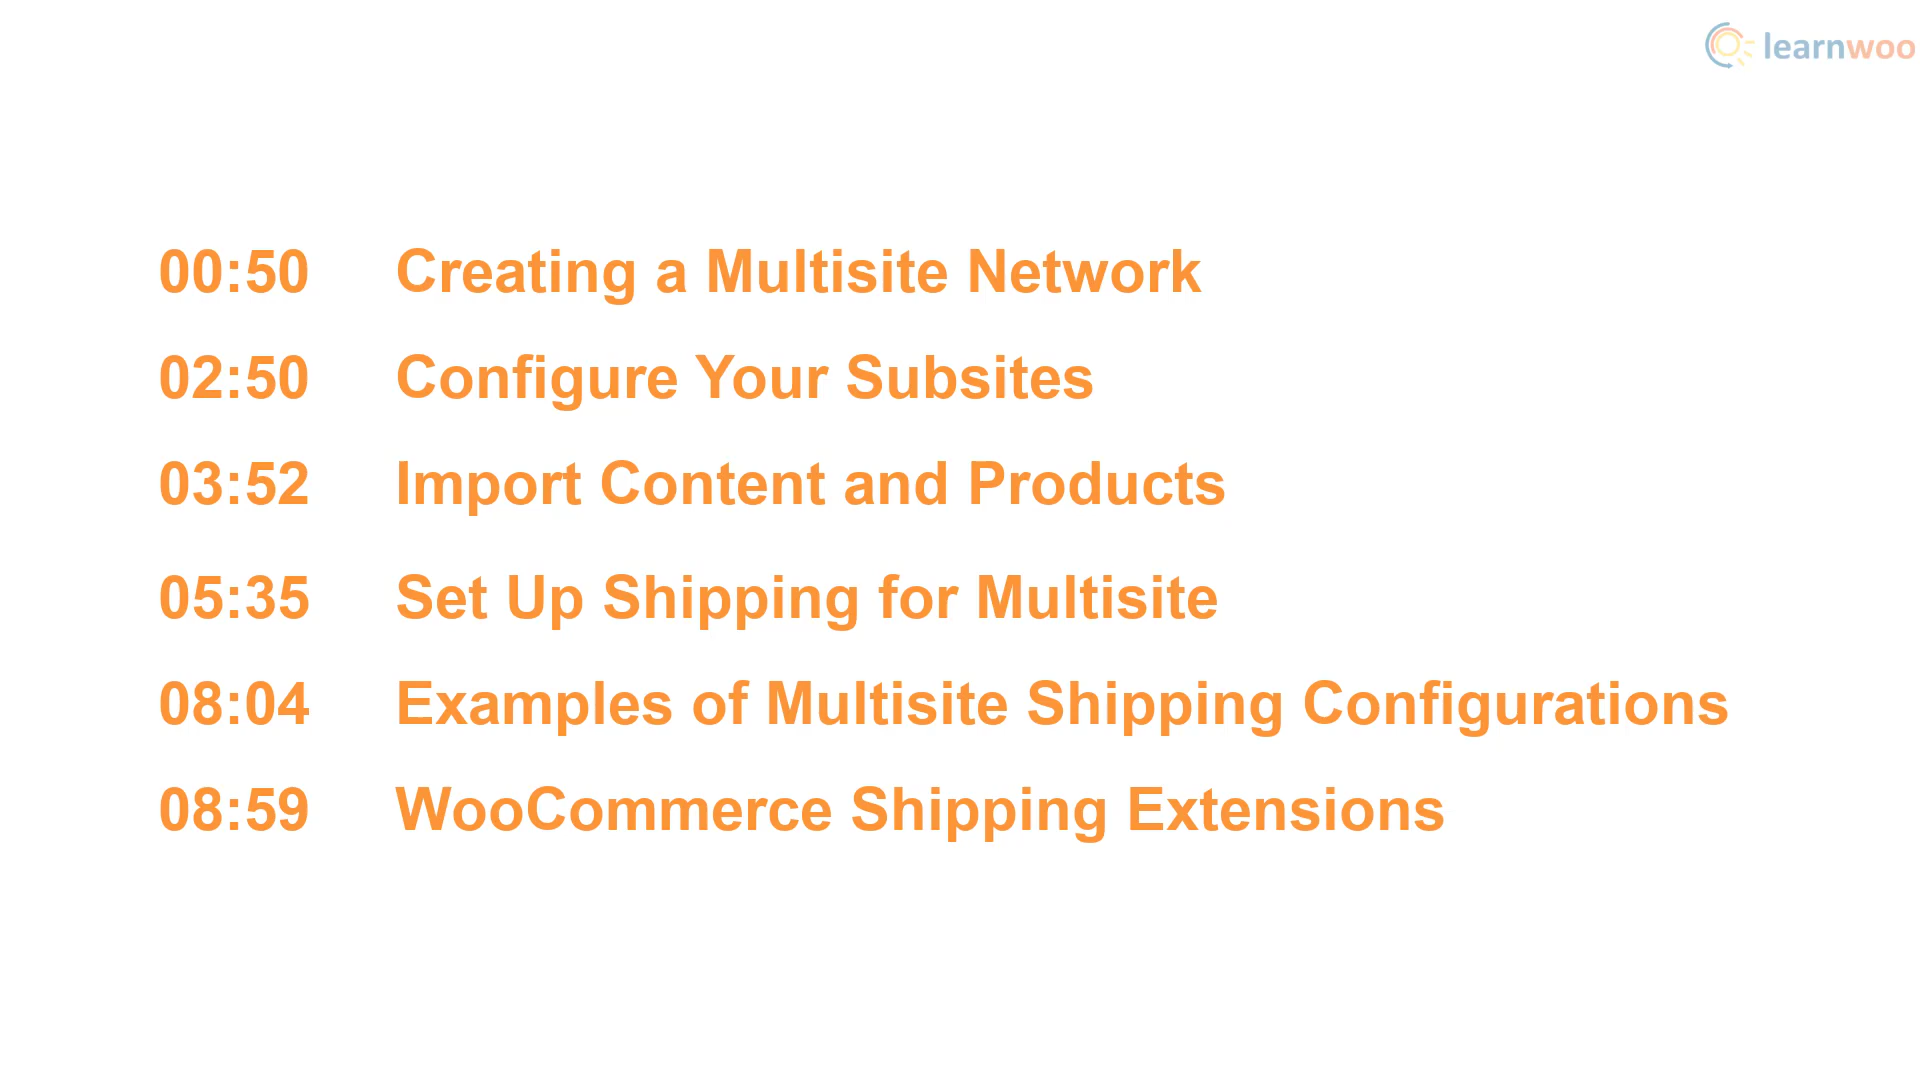 learnwoo
00:50 Creating a Multisite Network
02:50 Configure Your Subsites
03:52 Import Content and Products
05:35 Set Up Shipping for Multisite
08:04 Examples of Multisite Shipping Configurations
08:59 WooCommerce Shipping Extensions